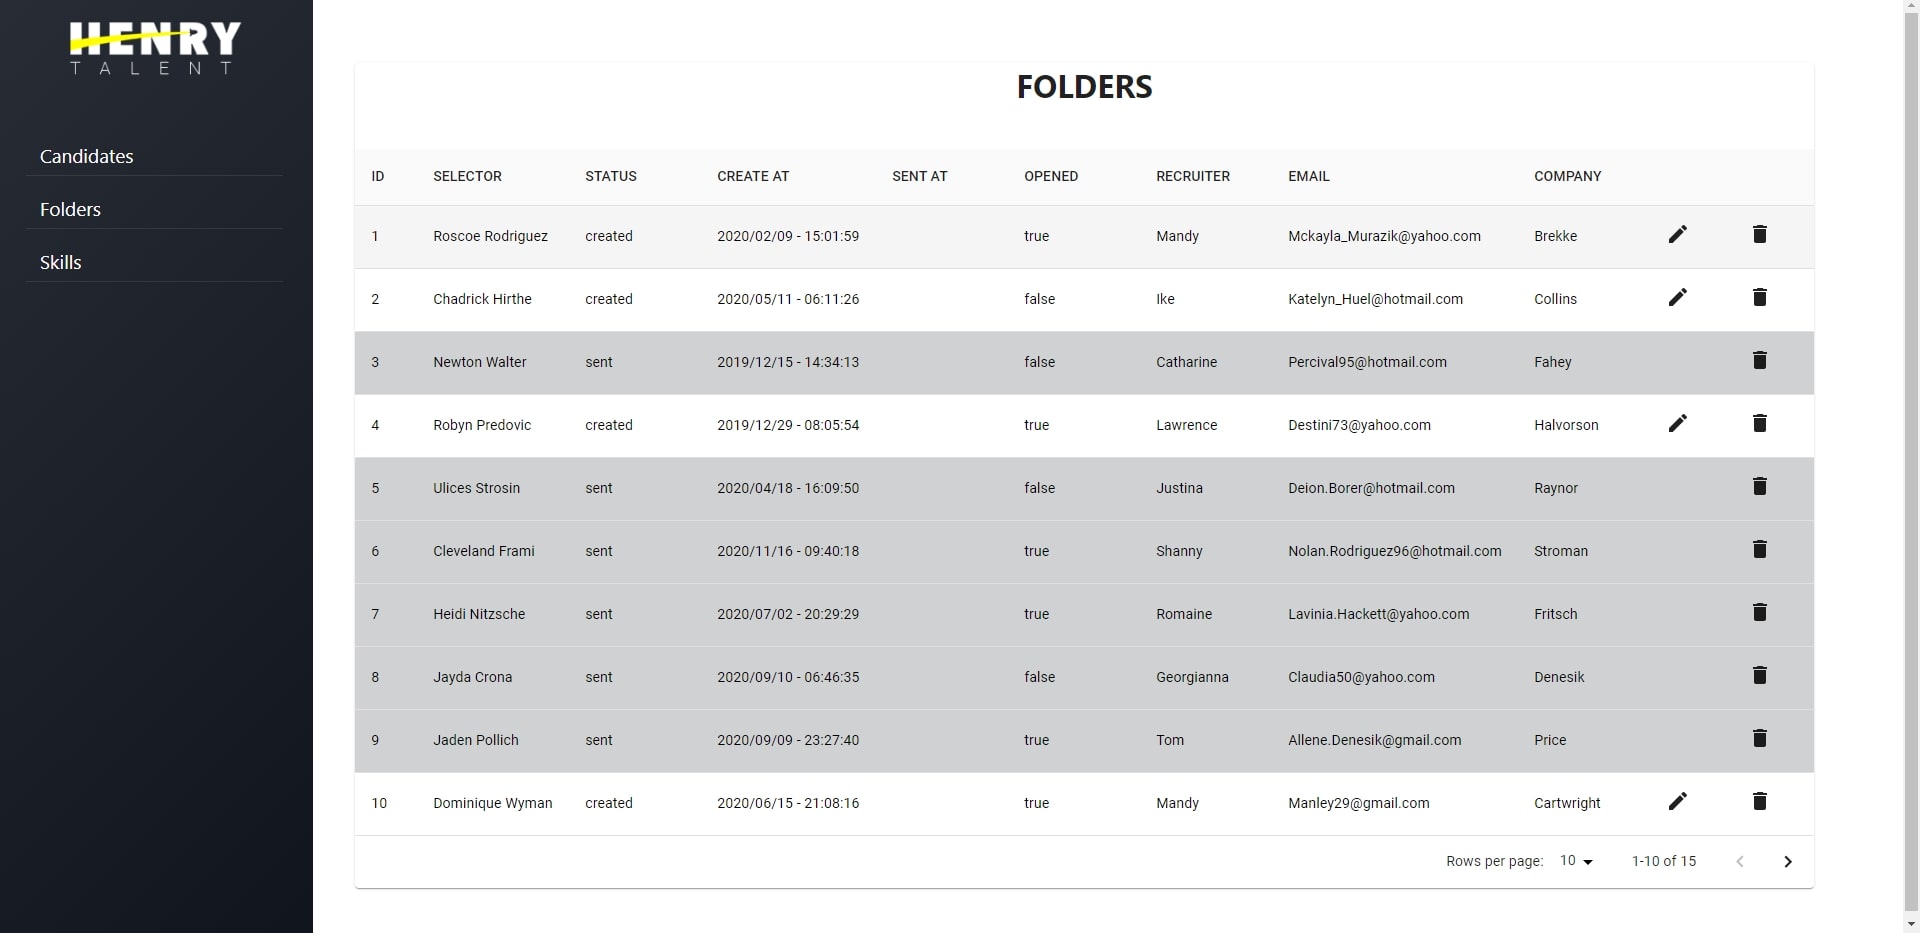 HENRY
TALENT
Candidates
Folders
Skills
FOLDERS
ID SELECTOR STATUS CREATE AT SENT AT OPENED RECRUITER EMAIL COMPANY
1 Roscoe Rodriguez created 2020/02/09 - 15:01:59 true Mandy Mckayla_Murazik@yahoo.com Brekke
2 Chadrick Hirthe created 2020/05/11 - 06:11:26 false Ike Katelyn_Huel@hotmail.com Collins
3 Newton Walter sent 2019/12/15 - 14:34:13 false Catharine Percival95@hotmail.com Fahey
4 Robyn Predovic created 2019/12/29 - 08:05:54 true Lawrence Destini73@yahoo.com Halvorson
5 Ulices Strosin sent 2020/04/18 - 16:09:50 false Justina Deion.Borer@hotmail.com Raynor
6 Cleveland Frami sent 2020/11/16 - 09:40:18 true Shanny Nolan.Rodriguez96@hotmail.com Stroman
7 Heidi Nitzsche sent 2020/07/02 - 20:29:29 true Romaine Lavinia.Hackett@yahoo.com Fritsch
8 Jayda Crona sent 2020/09/10 - 06:46:35 false Georgianna Claudia50@yahoo.com Denesik
9 Jaden Pollich sent 2020/09/09 - 23:27:40 true Tom Allene.Denesik@gmail.com Price
10 Dominique Wyman created 2020/06/15 - 21:08:16 true Mandy Manley29@gmail.com Cartwright
Rows per page: 10 1-10 of 15